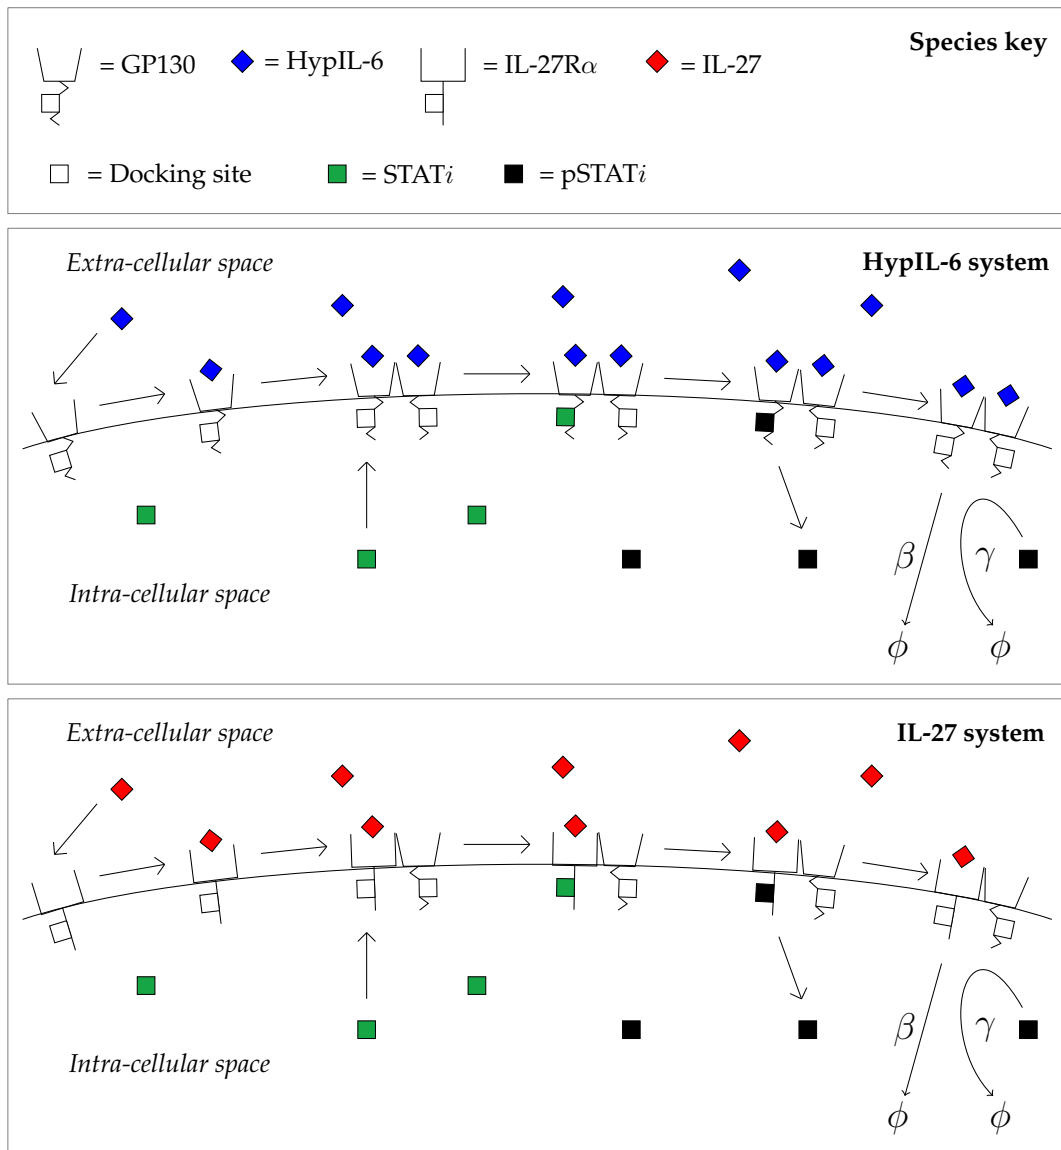 Species key
= GP130 = HypIL-6 = IL-27Rα = IL-27
= Docking site = STATi = pSTATi
Extra-cellular space HypIL-6 system
β γ
Intra-cellular space
ϕ ϕ
Extra-cellular space IL-27 system
β γ
Intra-cellular space
ϕ ϕ